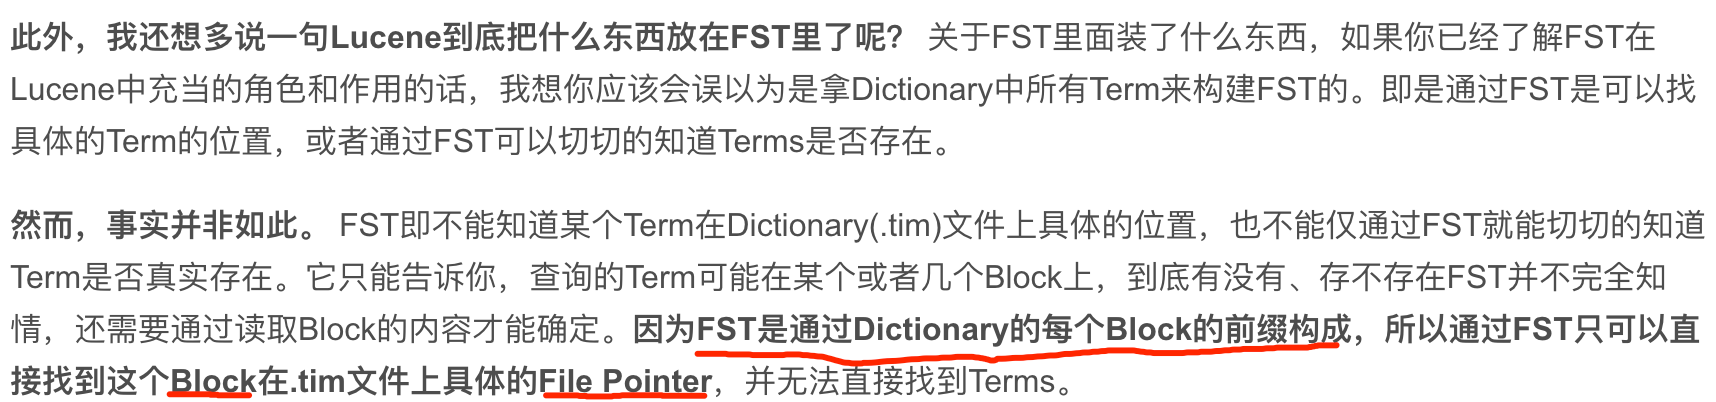 此外，我还想多说一句Lucene到底把什么东西放在FST里了呢？ 关于FST里面装了什么东西，如果你已经了解FST在
Lucene中充当的角色和作用的话，我想你应该会误以为是拿Dictionary中所有Term来构建FST的。即是通过FST是可以找
具体的Term的位置，或者通过FST可以切切的知道Terms是否存在。
然而，事实并非如此。 FST即不能知道某个Term在Dictionary(.tim)文件上具体的位置，也不能仅通过FST就能切切的知道
Term是否真实存在。它只能告诉你，查询的Term可能在某个或者几个Block上，到底有没有、存不存在FST并不完全知
情，还需要通过读取Block的内容才能确定。因为FST是通过Dictionary的每个Block的前缀构成，所以通过FST只可以直
接找到这个Block在.tim文件上具体的File Pointer，并无法直接找到Terms。